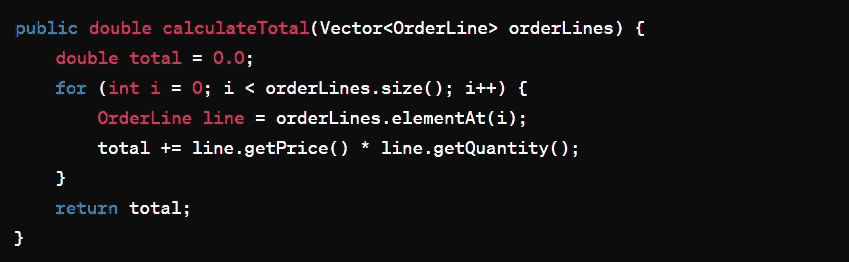 public double calculateTotal(Vector<OrderLine> orderLines) {
    double total = 0.0;
    for (int i = 0; i < orderLines.size(); i++) {
        OrderLine line = orderLines.elementAt(i);
        total += line.getPrice() * line.getQuantity();
    }
    return total;
}